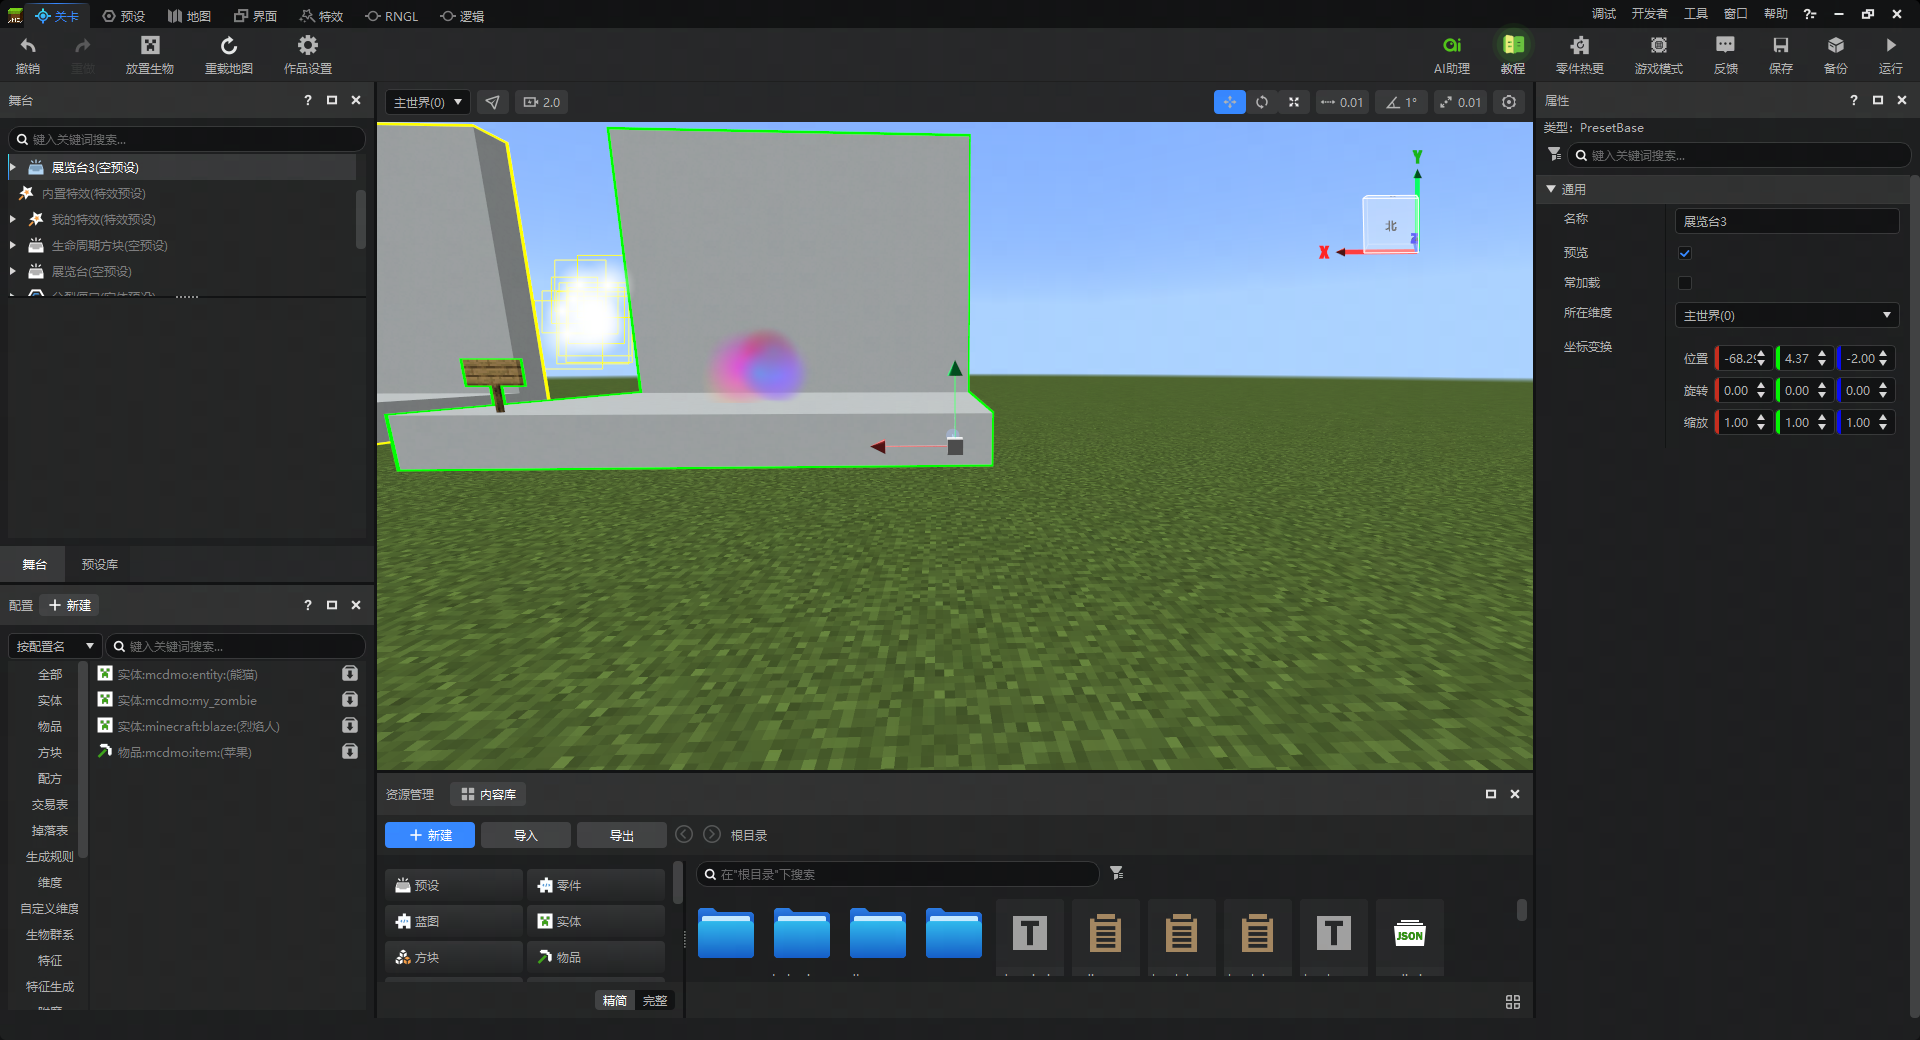 关卡 预设 地图 界面 特效 RNGL 逻辑 调试 开发者 工具 窗口 帮助
撤销 重做 放置生物 重载地图 作品设置 AI助理 教程 零件热更 游戏模式 反馈 保存 备份 运行
舞台
键入关键词搜索...
展览台3(空预设)
内置特效(特效预设)
我的特效(特效预设)
生命周期方块(空预设)
展览台(空预设)
舞台 预设库
配置 新建
按配置名 键入关键词搜索...
全部
实体
物品
方块
配方
交易表
掉落表
生成规则
维度
自定义维度
生物群系
特征
特征生成
实体:mcdmo:entity:(熊猫)
实体:mcdmo:my_zombie
实体:minecraft:blaze:(烈焰人)
物品:mcdmo:item:(苹果)
主世界(0) 2.0 0.01 1° 0.01
Y
北
Z
X
资源管理 内容库
新建 导入 导出 根目录
预设 零件
蓝图 实体
方块 物品
精简 完整
在"根目录"下搜索
T T JSON
属性
类型: PresetBase
键入关键词搜索...
通用
名称 展览台3
预览
常加载
所在维度 主世界(0)
坐标变换
位置 -68.29 4.37 -2.00
旋转 0.00 0.00 0.00
缩放 1.00 1.00 1.00